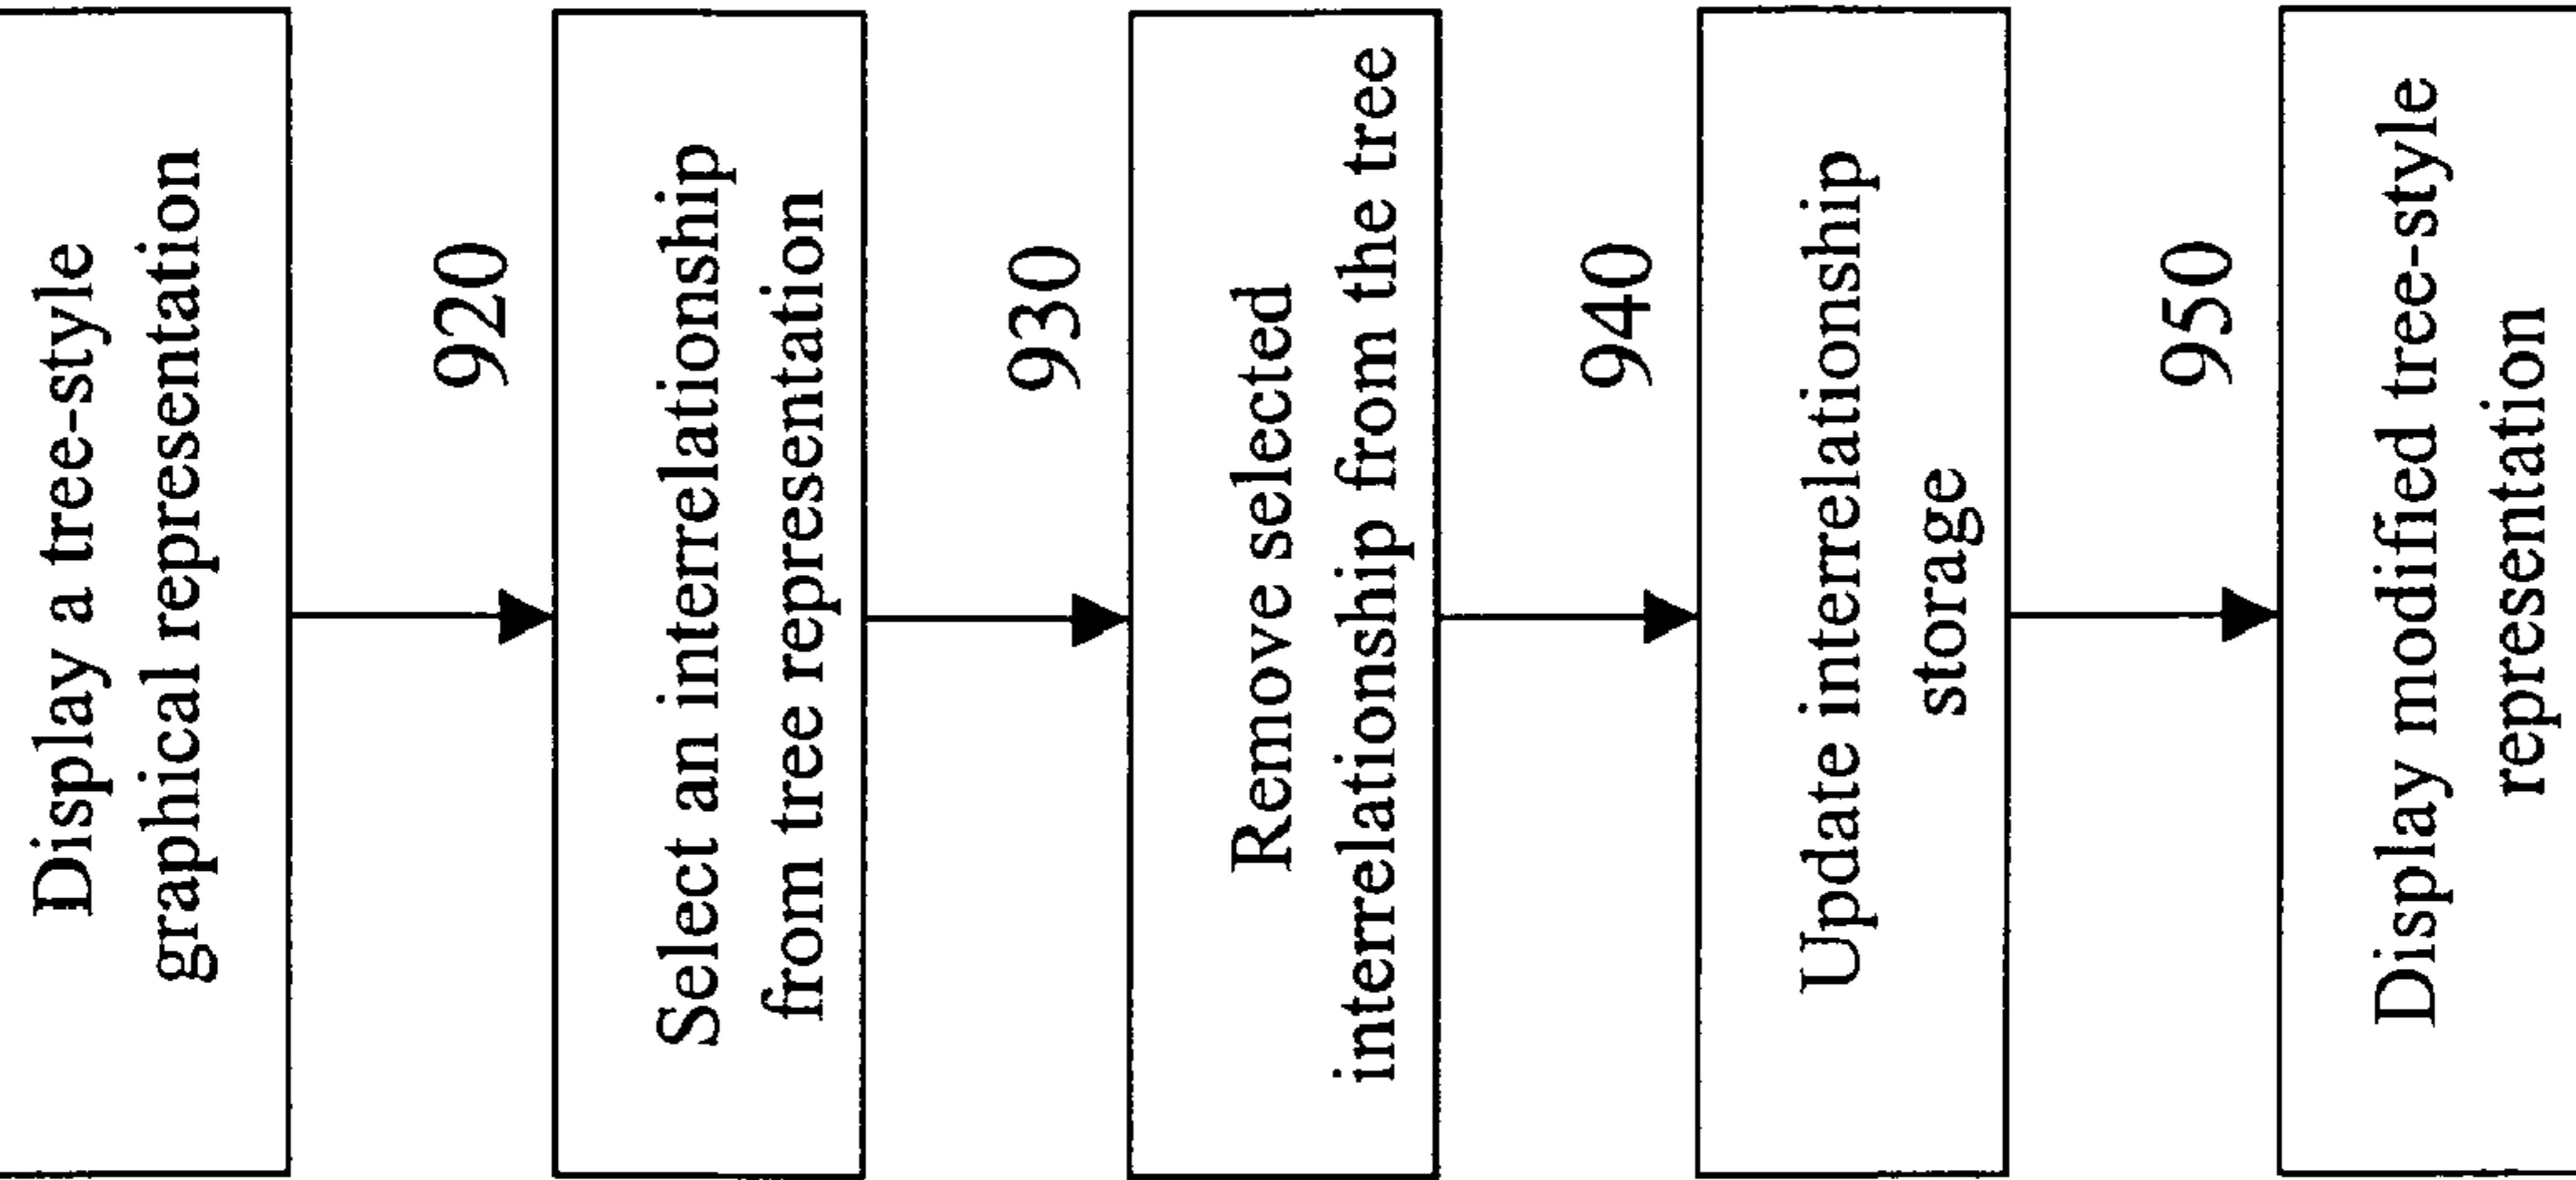 Display a tree-style
graphical representation
920
Select an interrelationship
from tree representation
930
Remove selected
interrelationship from the tree
940
Update interrelationship
storage
950
Display modified tree-style
representation